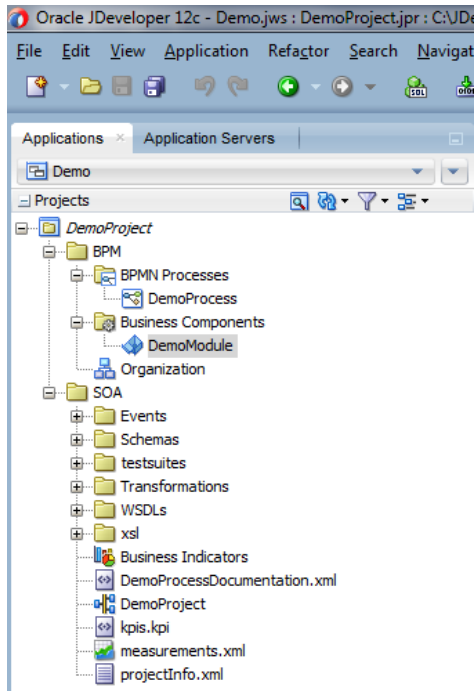 Oracle JDeveloper 12c - Demo.jws : DemoProject.jpr : C:\JDe
File Edit View Application Refactor Search Navigat
SQL
Applications × Application Servers
Demo
Projects
DemoProject
BPM
BPMN Processes
DemoProcess
Business Components
DemoModule
Organization
SOA
Events
Schemas
testsuites
Transformations
WSDLs
xsl
Business Indicators
DemoProcessDocumentation.xml
DemoProject
kpis.kpi
measurements.xml
projectInfo.xml